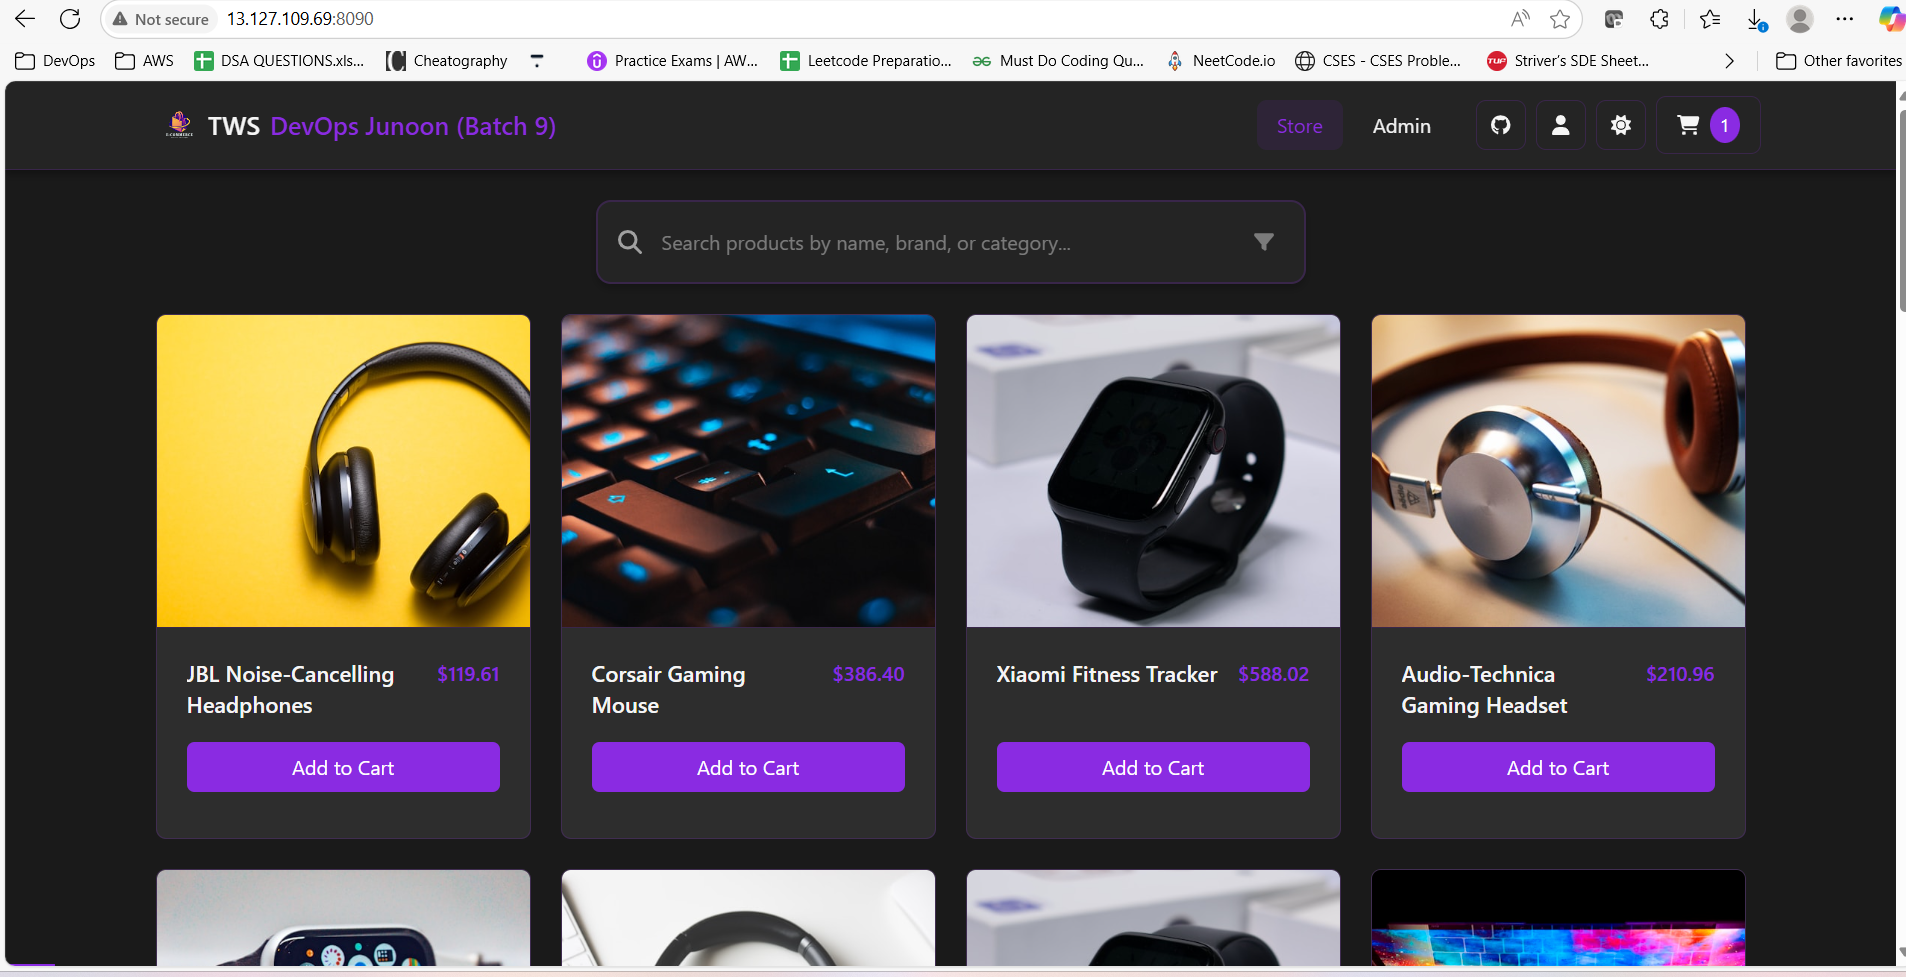 Not secure
13.127.109.69:8090
DevOps
AWS
DSA QUESTIONS.xls...
Cheatography
Practice Exams | AW...
Leetcode Preparatio...
Must Do Coding Qu...
NeetCode.io
CSES - CSES Proble...
TUF
Striver's SDE Sheet...
Other favorites
E-COMMERCE
TWS DevOps Junoon (Batch 9)
Store
Admin
1
Search products by name, brand, or category...
JBL Noise-Cancelling
Headphones
$119.61
Add to Cart
Corsair Gaming
Mouse
$386.40
Add to Cart
Xiaomi Fitness Tracker
$588.02
Add to Cart
Audio-Technica
Gaming Headset
$210.96
Add to Cart